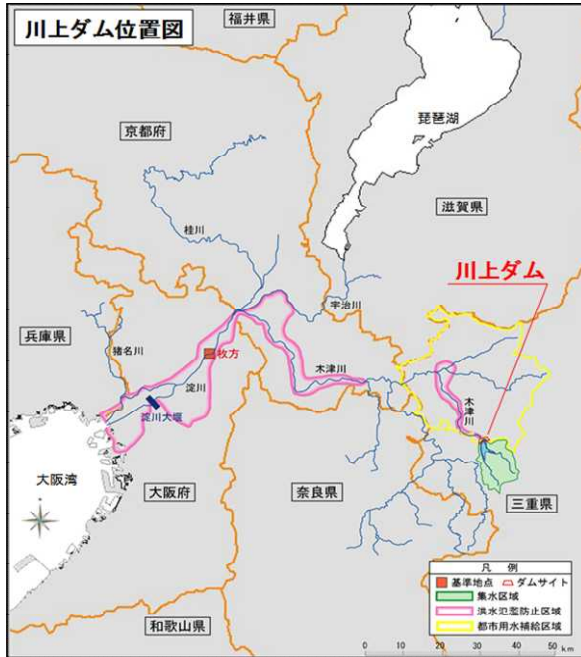 川上ダム位置図
福井県
京都府
琵琶湖
滋賀県
桂川
川上ダム
宇治川
兵庫県
猪名川
枚方
木津川
淀川
木津川
淀川大堰
大阪湾
大阪府
奈良県
三重県
和歌山県
凡 例
基準地点 ダムサイト
集水区域
洪水氾濫防止区域
都市用水補給区域
0 10 20 30 40 50
km